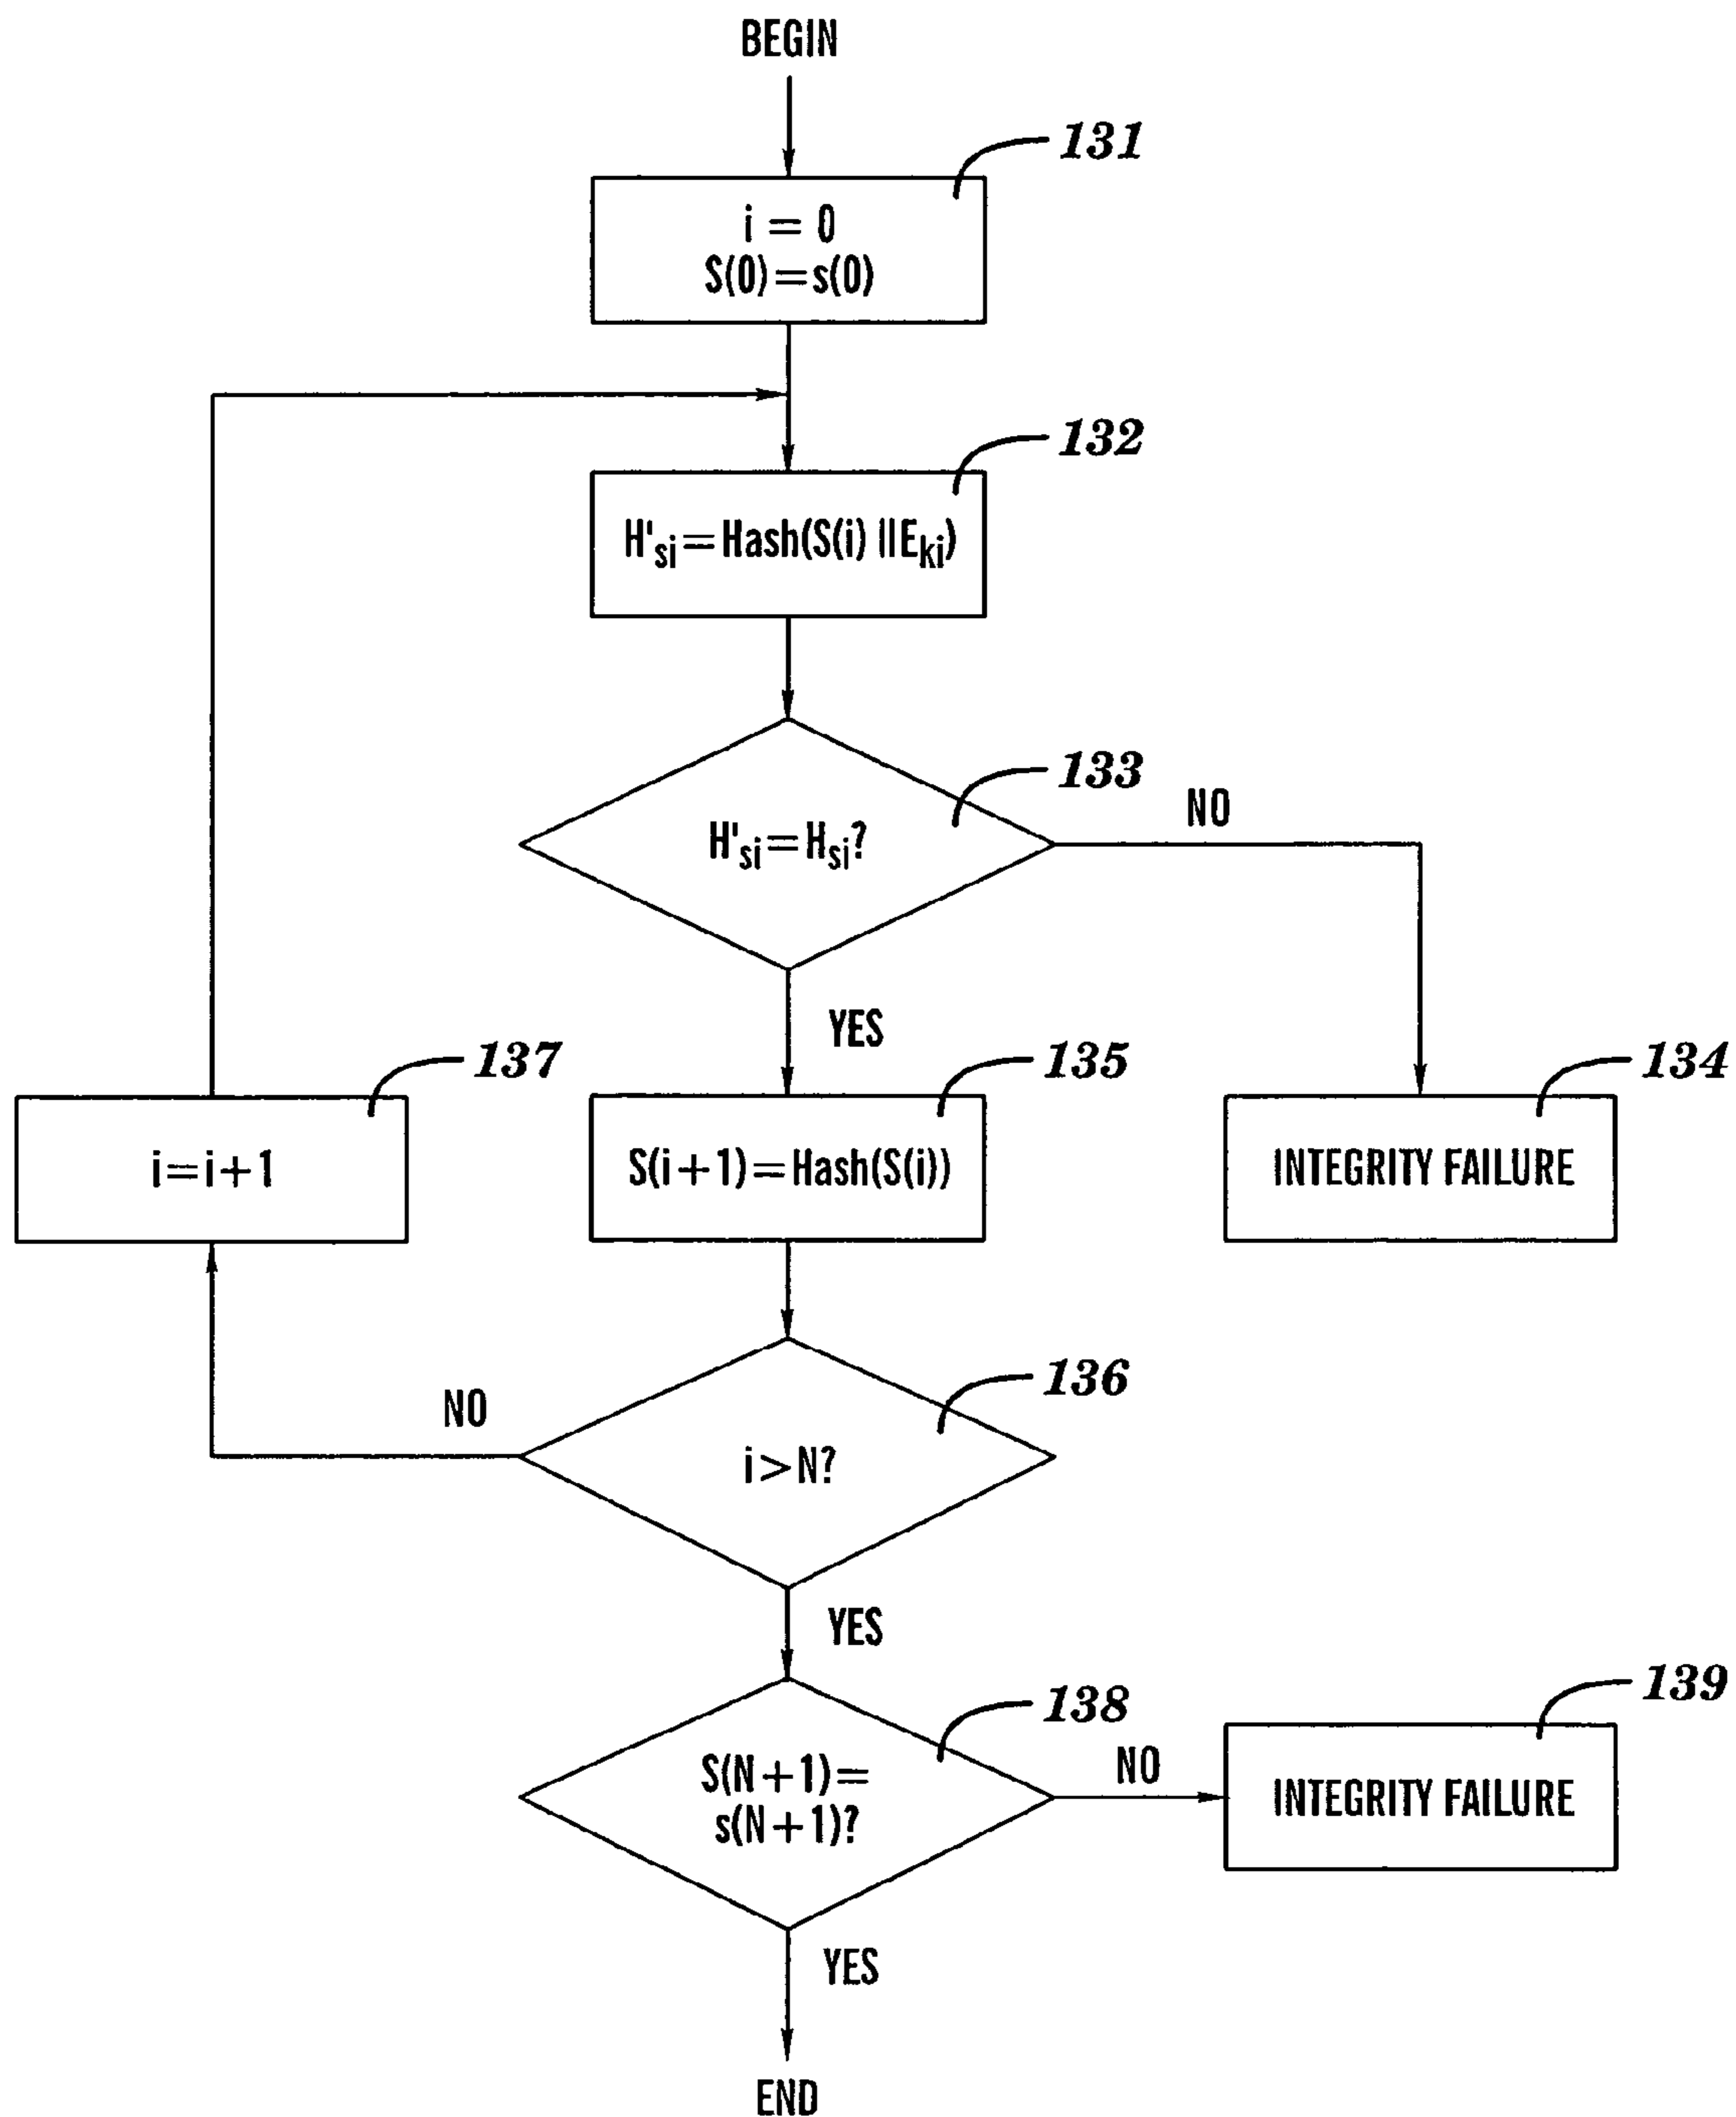 BEGIN
131
i = 0
S(0)=s(0)
132
H'si=Hash(S(i) ||Eki)
133
H'si=Hsi?
NO
YES
137
135
134
i=i+1
S(i+1)=Hash(S(i))
INTEGRITY FAILURE
136
NO
i>N?
YES
138
139
S(N+1)=
s(N+1)?
NO
INTEGRITY FAILURE
YES
END